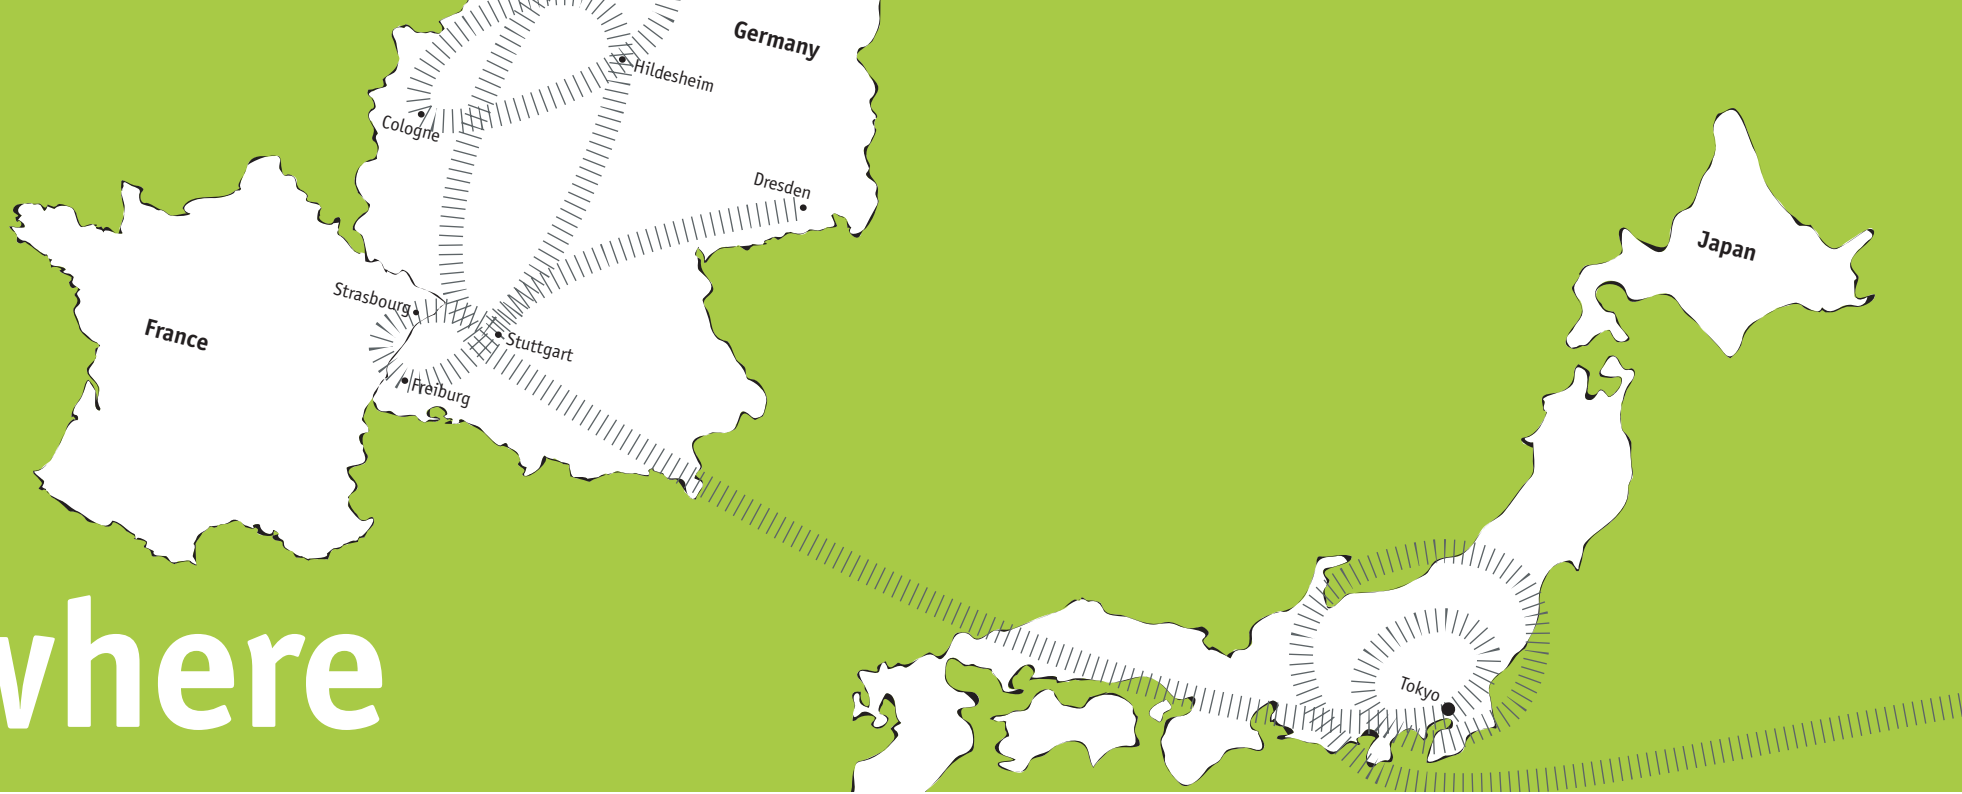 Germany
Hildesheim
Cologne
Dresden
Strasbourg
Stuttgart
Freiburg
France
Japan
Tokyo
where